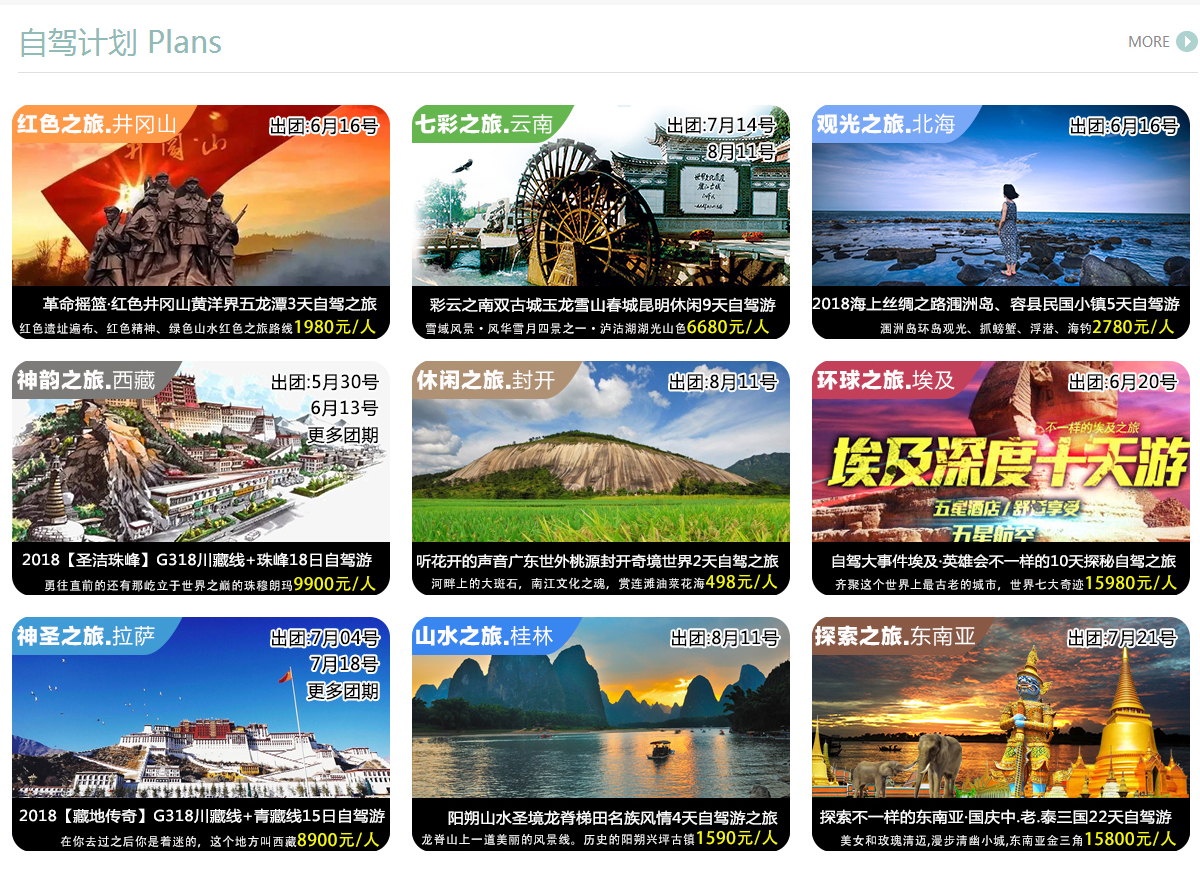 自驾计划 Plans
MORE
红色之旅.井冈山
出团:6月16号
井冈·山
革命摇篮·红色井冈山黄洋界五龙潭3天自驾之旅
红色遗址遍布、红色精神、绿色山水红色之旅路线1980元/人
七彩之旅.云南
出团:7月14号
8月11号
彩云之南双古城玉龙雪山春城昆明休闲9天自驾游
雪域风景·风华雪月四景之一·泸沽湖湖光山色6680元/人
观光之旅.北海
出团:6月16号
2018海上丝绸之路涠洲岛、容县民国小镇5天自驾游
涠洲岛环岛观光、抓螃蟹、浮潜、海钓2780元/人
神韵之旅.西藏
出团:5月30号
6月13号
更多团期
2018【圣洁珠峰】G318川藏线+珠峰18日自驾游
勇往直前的还有那屹立于世界之巅的珠穆朗玛9900元/人
休闲之旅.封开
出团:8月11号
听花开的声音广东世外桃源封开奇境世界2天自驾之旅
河畔上的大斑石，南江文化之魂，赏连滩油菜花海498元/人
环球之旅.埃及
出团:6月20号
不一样的埃及之旅
埃及深度十天游
五星酒店/舒适享受
五星航空
自驾大事件埃及·英雄会不一样的10天探秘自驾之旅
齐聚这个世界上最古老的城市，世界七大奇迹15980元/人
神圣之旅.拉萨
出团:7月04号
7月18号
更多团期
2018【藏地传奇】G318川藏线+青藏线15日自驾游
在你去过之后你是着迷的，这个地方叫西藏8900元/人
山水之旅.桂林
出团:8月11号
阳朔山水圣境龙脊梯田名族风情4天自驾游之旅
龙脊山上一道美丽的风景线。历史的阳朔兴坪古镇1590元/人
探索之旅.东南亚
出团:7月21号
探索不一样的东南亚·国庆中.老.泰三国22天自驾游
美女和玫瑰清迈,漫步清幽小城,东南亚金三角15800元/人